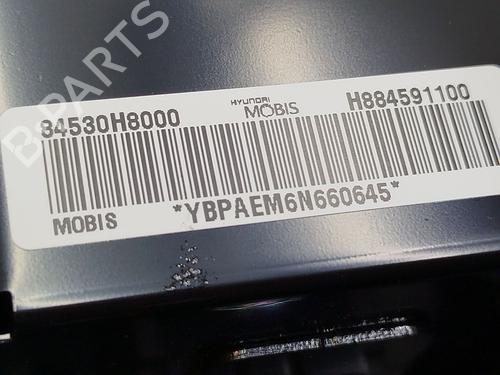 B-PARTS
84530H8000
HYUNDAI
MOBIS
H884591100
*YBPAEM6N660645*
MOBIS